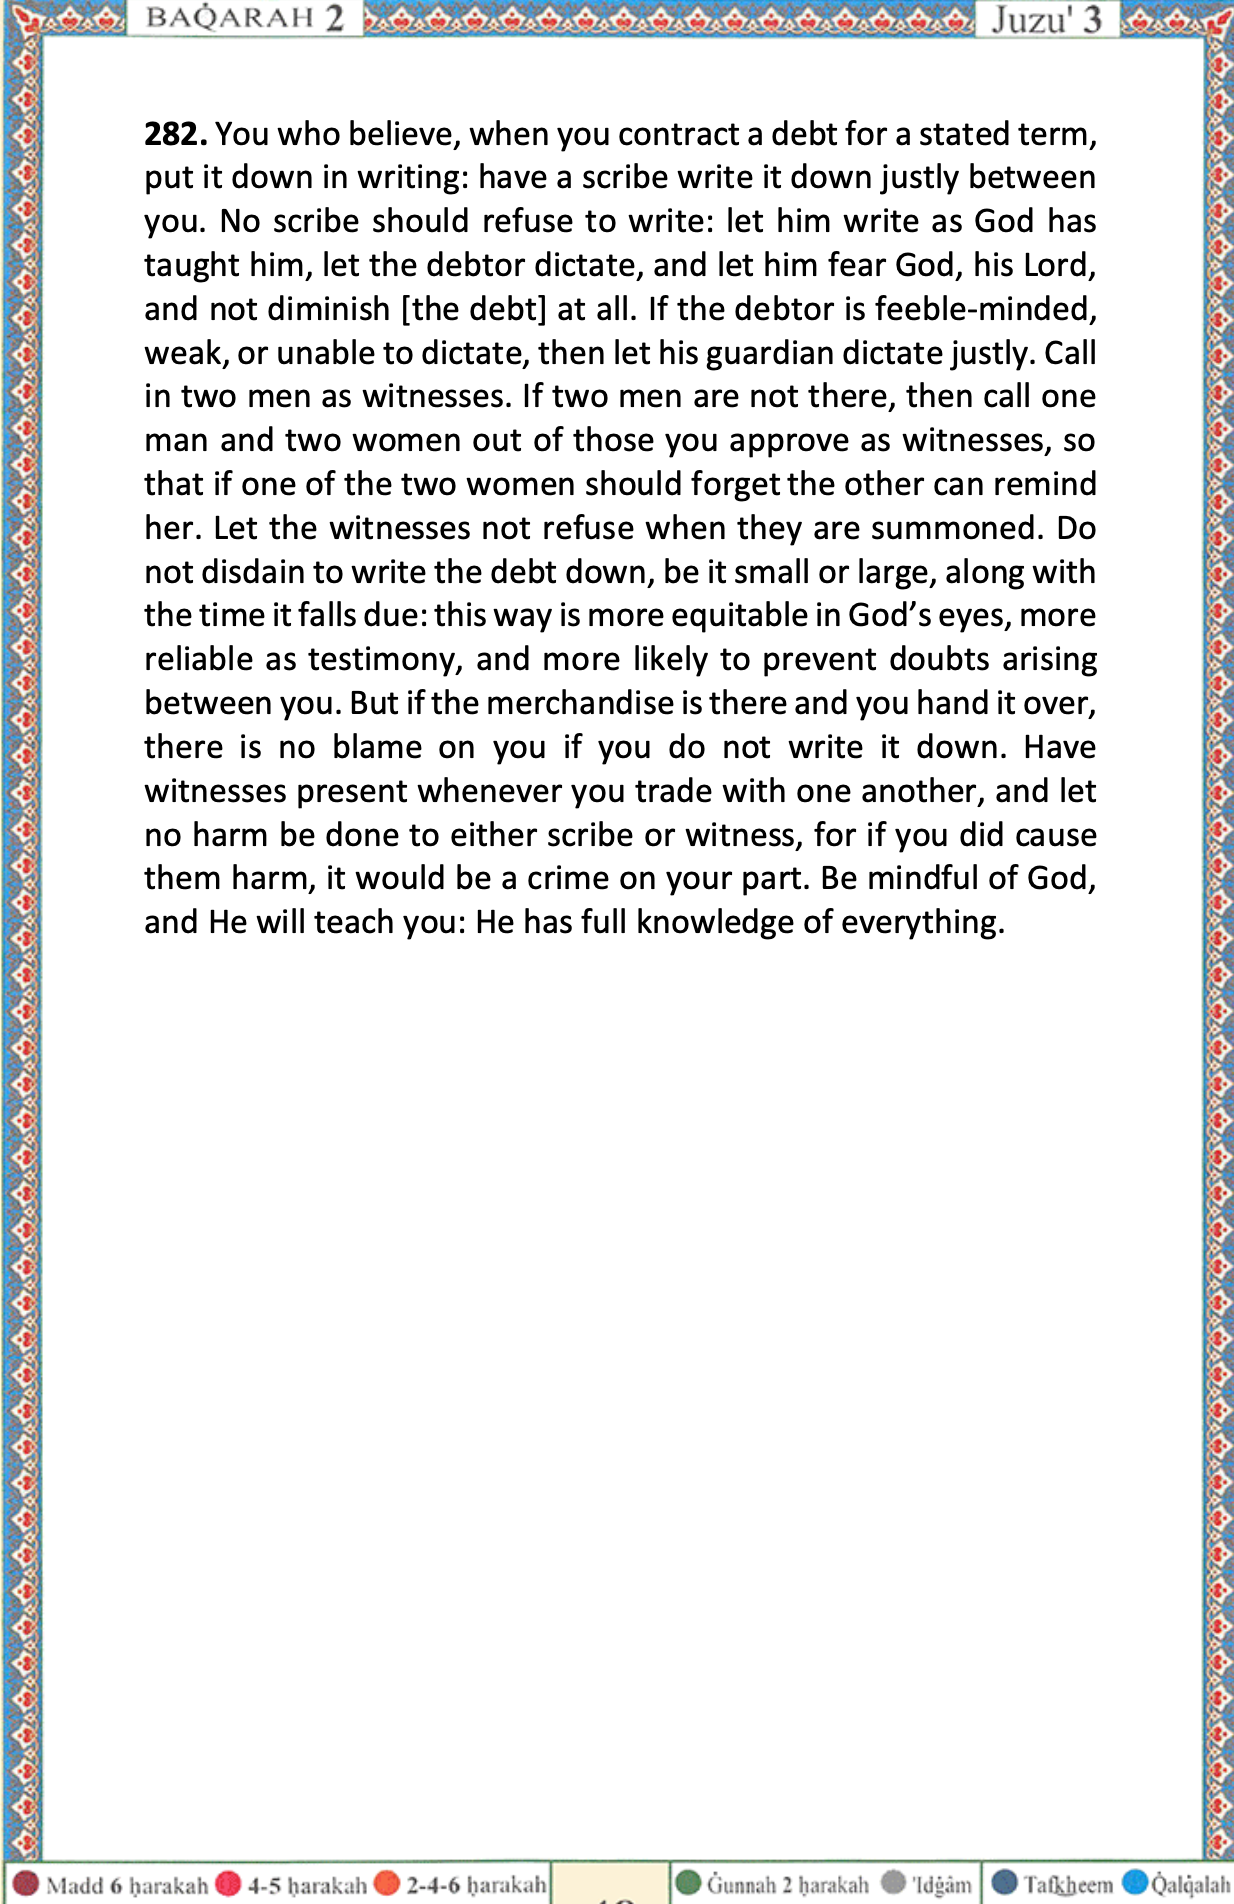 BAQ̇ARAH 2
Juzu' 3
282. You who believe, when you contract a debt for a stated term,
put it down in writing: have a scribe write it down justly between
you. No scribe should refuse to write: let him write as God has
taught him, let the debtor dictate, and let him fear God, his Lord,
and not diminish [the debt] at all. If the debtor is feeble-minded,
weak, or unable to dictate, then let his guardian dictate justly. Call
in two men as witnesses. If two men are not there, then call one
man and two women out of those you approve as witnesses, so
that if one of the two women should forget the other can remind
her. Let the witnesses not refuse when they are summoned. Do
not disdain to write the debt down, be it small or large, along with
the time it falls due: this way is more equitable in God’s eyes, more
reliable as testimony, and more likely to prevent doubts arising
between you. But if the merchandise is there and you hand it over,
there is no blame on you if you do not write it down. Have
witnesses present whenever you trade with one another, and let
no harm be done to either scribe or witness, for if you did cause
them harm, it would be a crime on your part. Be mindful of God,
and He will teach you: He has full knowledge of everything.
Madd 6 ḥarakah 4-5 ḥarakah 2-4-6 ḥarakah Ġunnah 2 ḥarakah 'Idġâm Tafk͟heem Q̇alq̇alah